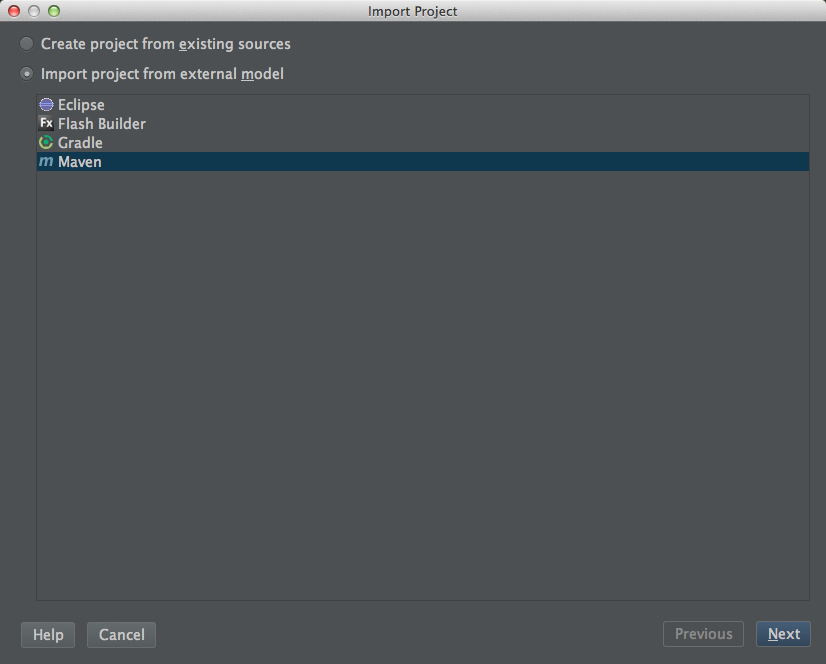 Import Project
Create project from existing sources
Import project from external model
Eclipse
Fx Flash Builder
Gradle
m Maven
Help Cancel Previous Next